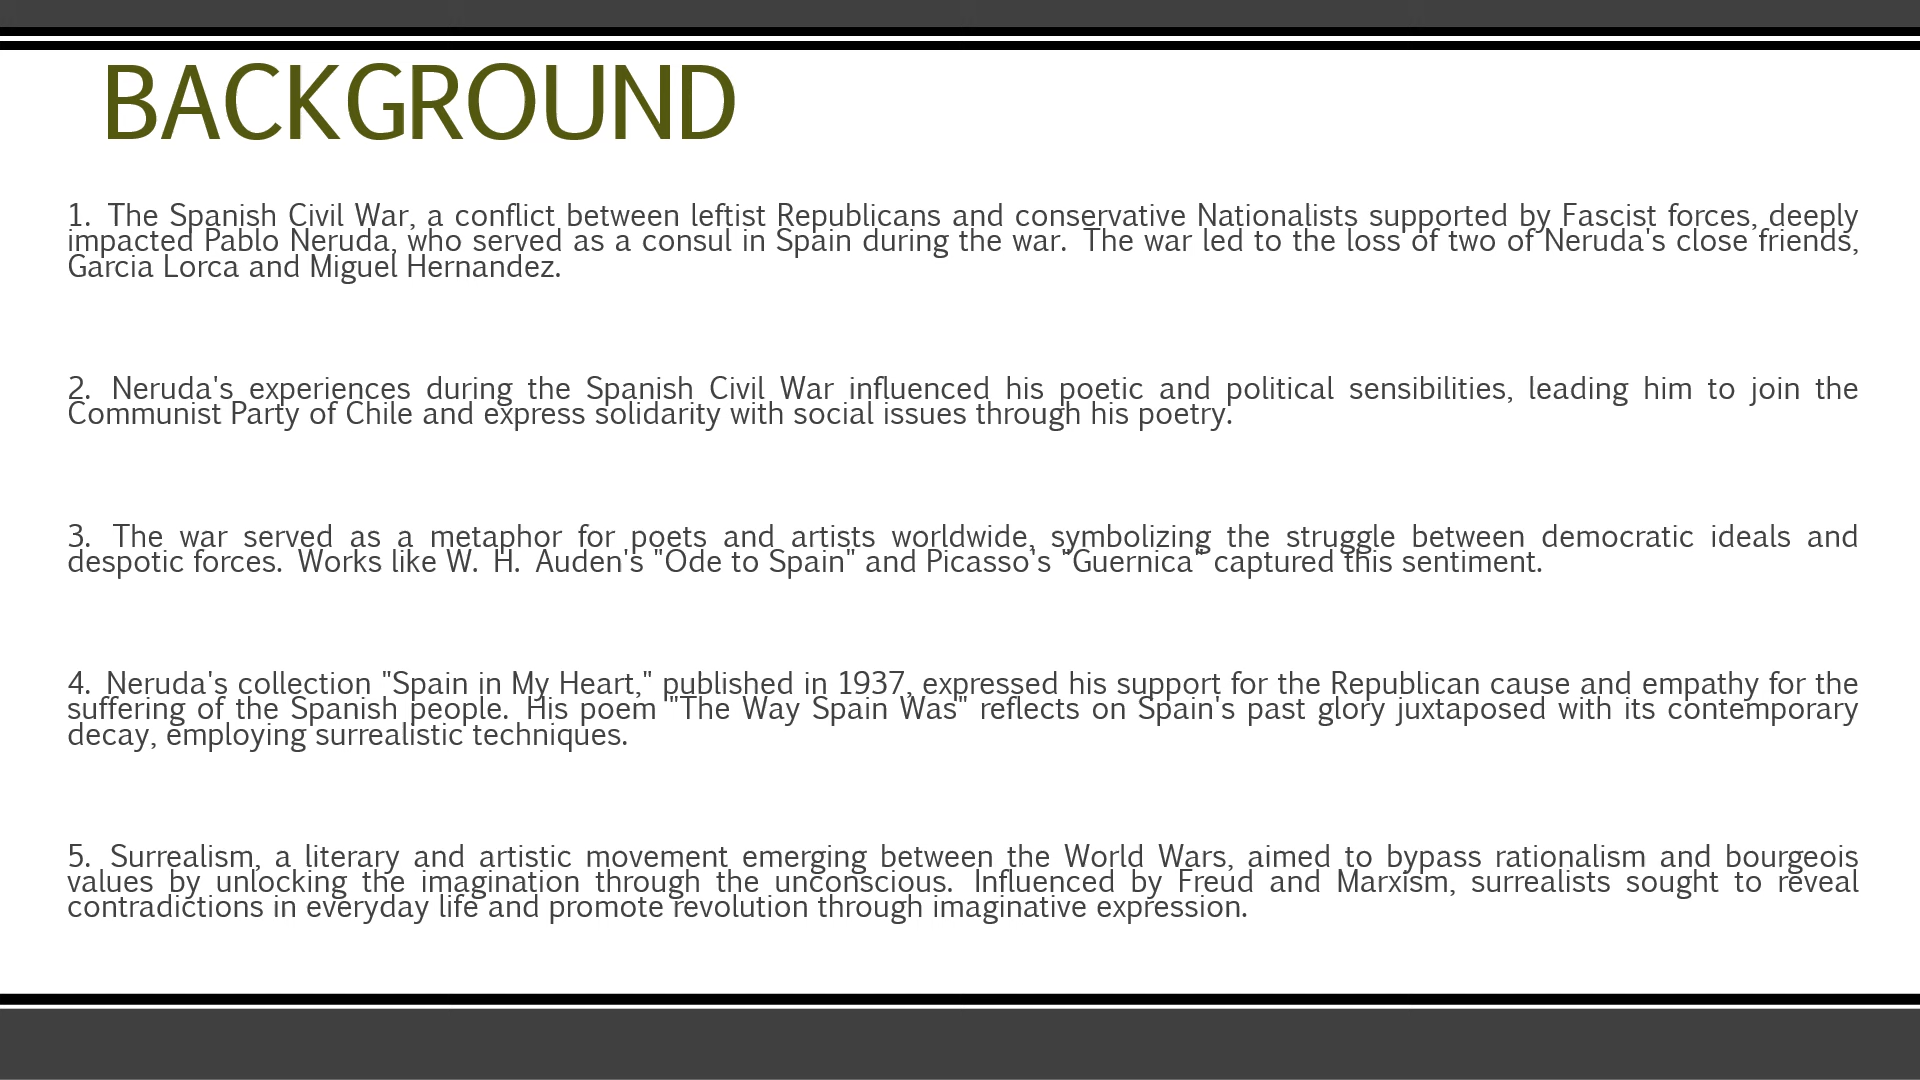 BACKGROUND
1. The Spanish Civil War, a conflict between leftist Republicans and conservative Nationalists supported by Fascist forces, deeply
impacted Pablo Neruda, who served as a consul in Spain during the war. The war led to the loss of two of Neruda's close friends,
Garcia Lorca and Miguel Hernandez.
2. Neruda's experiences during the Spanish Civil War influenced his poetic and political sensibilities, leading him to join the
Communist Party of Chile and express solidarity with social issues through his poetry.
3. The war served as a metaphor for poets and artists worldwide, symbolizing the struggle between democratic ideals and
despotic forces. Works like W. H. Auden's "Ode to Spain" and Picasso's "Guernica" captured this sentiment.
4. Neruda's collection "Spain in My Heart," published in 1937, expressed his support for the Republican cause and empathy for the
suffering of the Spanish people. His poem "The Way Spain Was" reflects on Spain's past glory juxtaposed with its contemporary
decay, employing surrealistic techniques.
5. Surrealism, a literary and artistic movement emerging between the World Wars, aimed to bypass rationalism and bourgeois
values by unlocking the imagination through the unconscious. Influenced by Freud and Marxism, surrealists sought to reveal
contradictions in everyday life and promote revolution through imaginative expression.